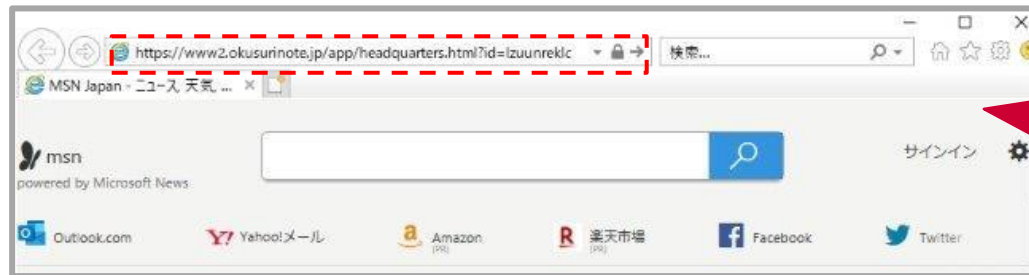 https://www2.okusurinote.jp/app/headquarters.html?id=lzuunreklc
検索...
MSN Japan - ニュース, 天気, ...
msn
powered by Microsoft News
サインイン
Outlook.com
Yahoo!メール
Amazon
(PR)
楽天市場
(PR)
Facebook
Twitter